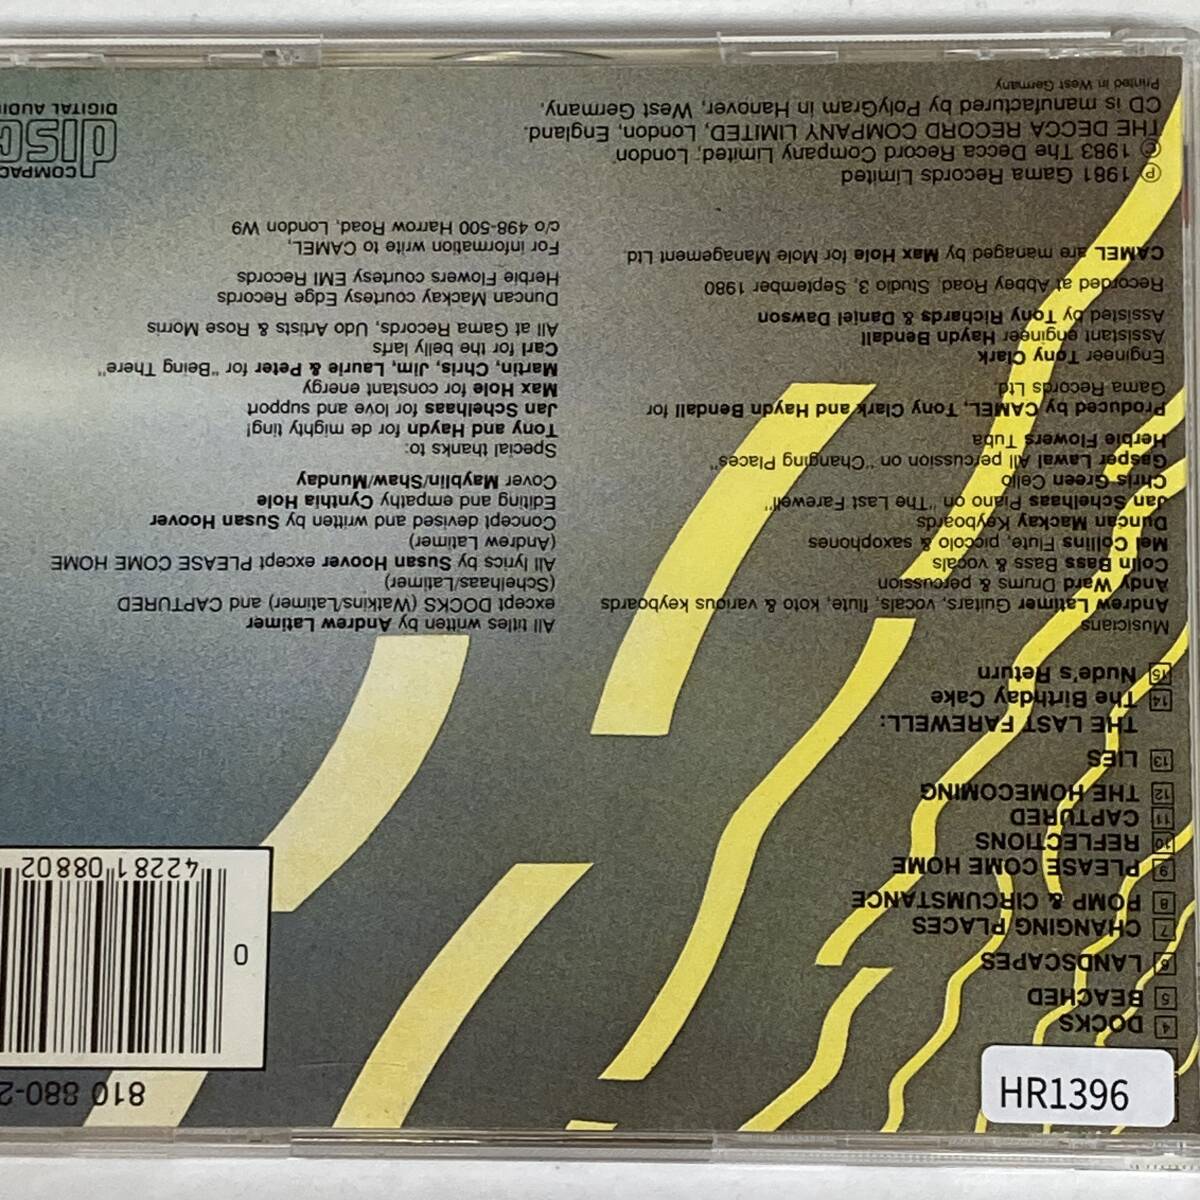 810 880-2
0
42281 08802
HR1396
4 DOCKS
5 BEACHED
6 LANDSCAPES
7 CHANGING PLACES
8 POMP & CIRCUMSTANCE
9 PLEASE COME HOME
10 REFLECTIONS
11 CAPTURED
12 THE HOMECOMING
13 LIES
THE LAST FAREWELL:
14 The Birthday Cake
15 Nude's Return
Musicians
Andrew Latimer Guitars, vocals, flute, koto & various keyboards
Andy Ward Drums & percussion
Colin Bass Bass & vocals
Mel Collins Flute, piccolo & saxophones
Duncan Mackay Keyboards
Jan Schelhaas Piano on "The Last Farewell"
Chris Green Cello
Gasper Lawal All percussion on "Changing Places"
Herbie Flowers Tuba
Produced by CAMEL, Tony Clark and Haydn Bendall for
Gama Records Ltd.
Engineer Tony Clark
Assistant engineer Haydn Bendall
Assisted by Tony Richards & Daniel Dawson
Recorded at Abbey Road, Studio 3, September 1980
CAMEL are managed by Max Hole for Mole Management Ltd.
All titles written by Andrew Latimer
except DOCKS (Watkins/Latimer) and CAPTURED
(Schelhaas/Latimer)
All lyrics by Susan Hoover except PLEASE COME HOME
(Andrew Latimer)
Concept devised and written by Susan Hoover
Editing and empathy Cynthia Hole
Cover Mayblin/Shaw/Munday
Special thanks to:
Tony and Haydn for de mighty ting!
Jan Schelhaas for love and support
Max Hole for constant energy
Martin, Chris, Jim, Laurie & Peter for "Being There"
Carl for the belly larfs
All at Gama Records, Udo Artists & Rose Morris
Duncan Mackay courtesy Edge Records
Herbie Flowers courtesy EMI Records
For information write to CAMEL,
c/o 498-500 Harrow Road, London W9
℗ 1981 Gama Records Limited
© 1983 The Decca Record Company Limited, London.
THE DECCA RECORD COMPANY LIMITED, London, England.
CD is manufactured by PolyGram in Hanover, West Germany.
Printed in West Germany
COMPAC
disc
DIGITAL AUDIO